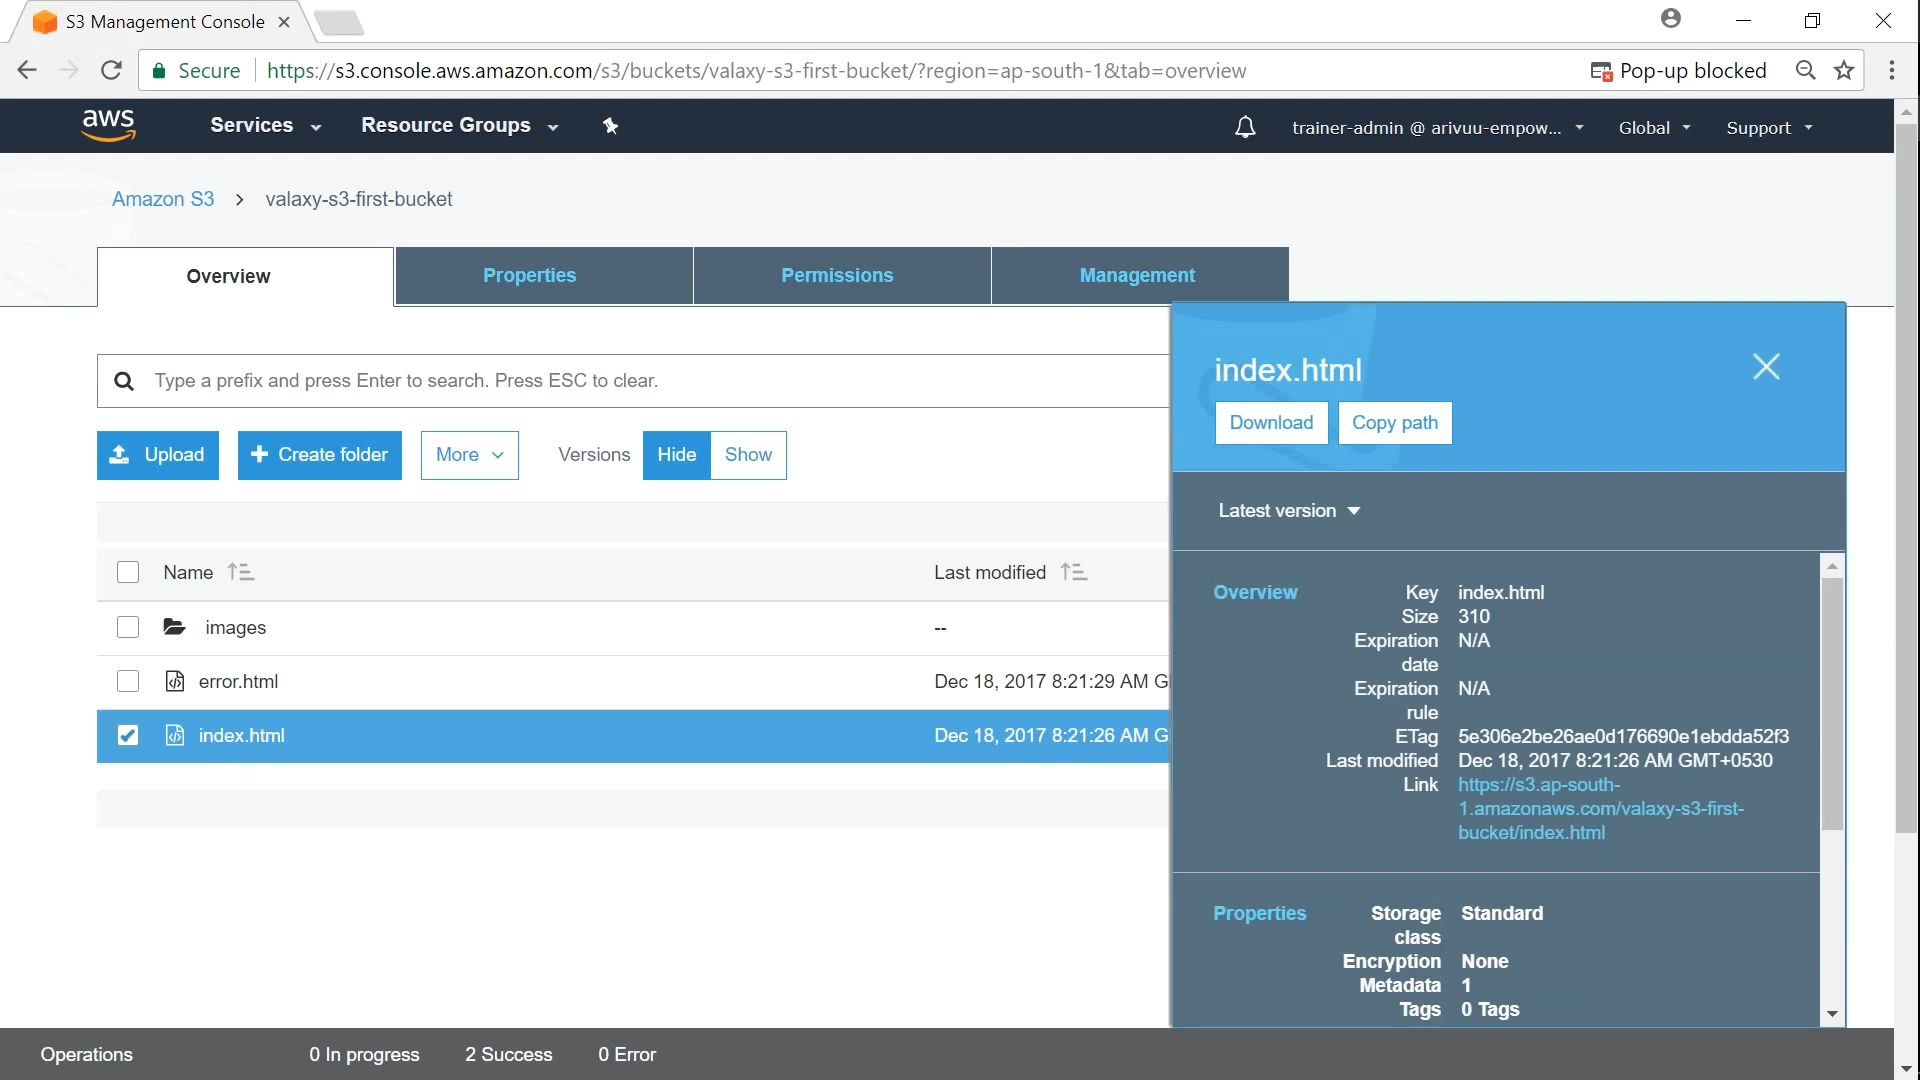 S3 Management Console
Secure https://s3.console.aws.amazon.com/s3/buckets/valaxy-s3-first-bucket/?region=ap-south-1&tab=overview Pop-up blocked
aws Services Resource Groups trainer-admin @ arivuu-empow... Global Support
Amazon S3 > valaxy-s3-first-bucket
Overview Properties Permissions Management
Type a prefix and press Enter to search. Press ESC to clear.
Upload + Create folder More Versions Hide Show
Name Last modified
images --
error.html Dec 18, 2017 8:21:29 AM G
index.html Dec 18, 2017 8:21:26 AM G
index.html
Download Copy path
Latest version
Overview Key index.html
Size 310
Expiration N/A
date
Expiration N/A
rule
ETag 5e306e2be26ae0d176690e1ebdda52f3
Last modified Dec 18, 2017 8:21:26 AM GMT+0530
Link https://s3.ap-south-
1.amazonaws.com/valaxy-s3-first-
bucket/index.html
Properties Storage Standard
class
Encryption None
Metadata 1
Tags 0 Tags
Operations 0 In progress 2 Success 0 Error